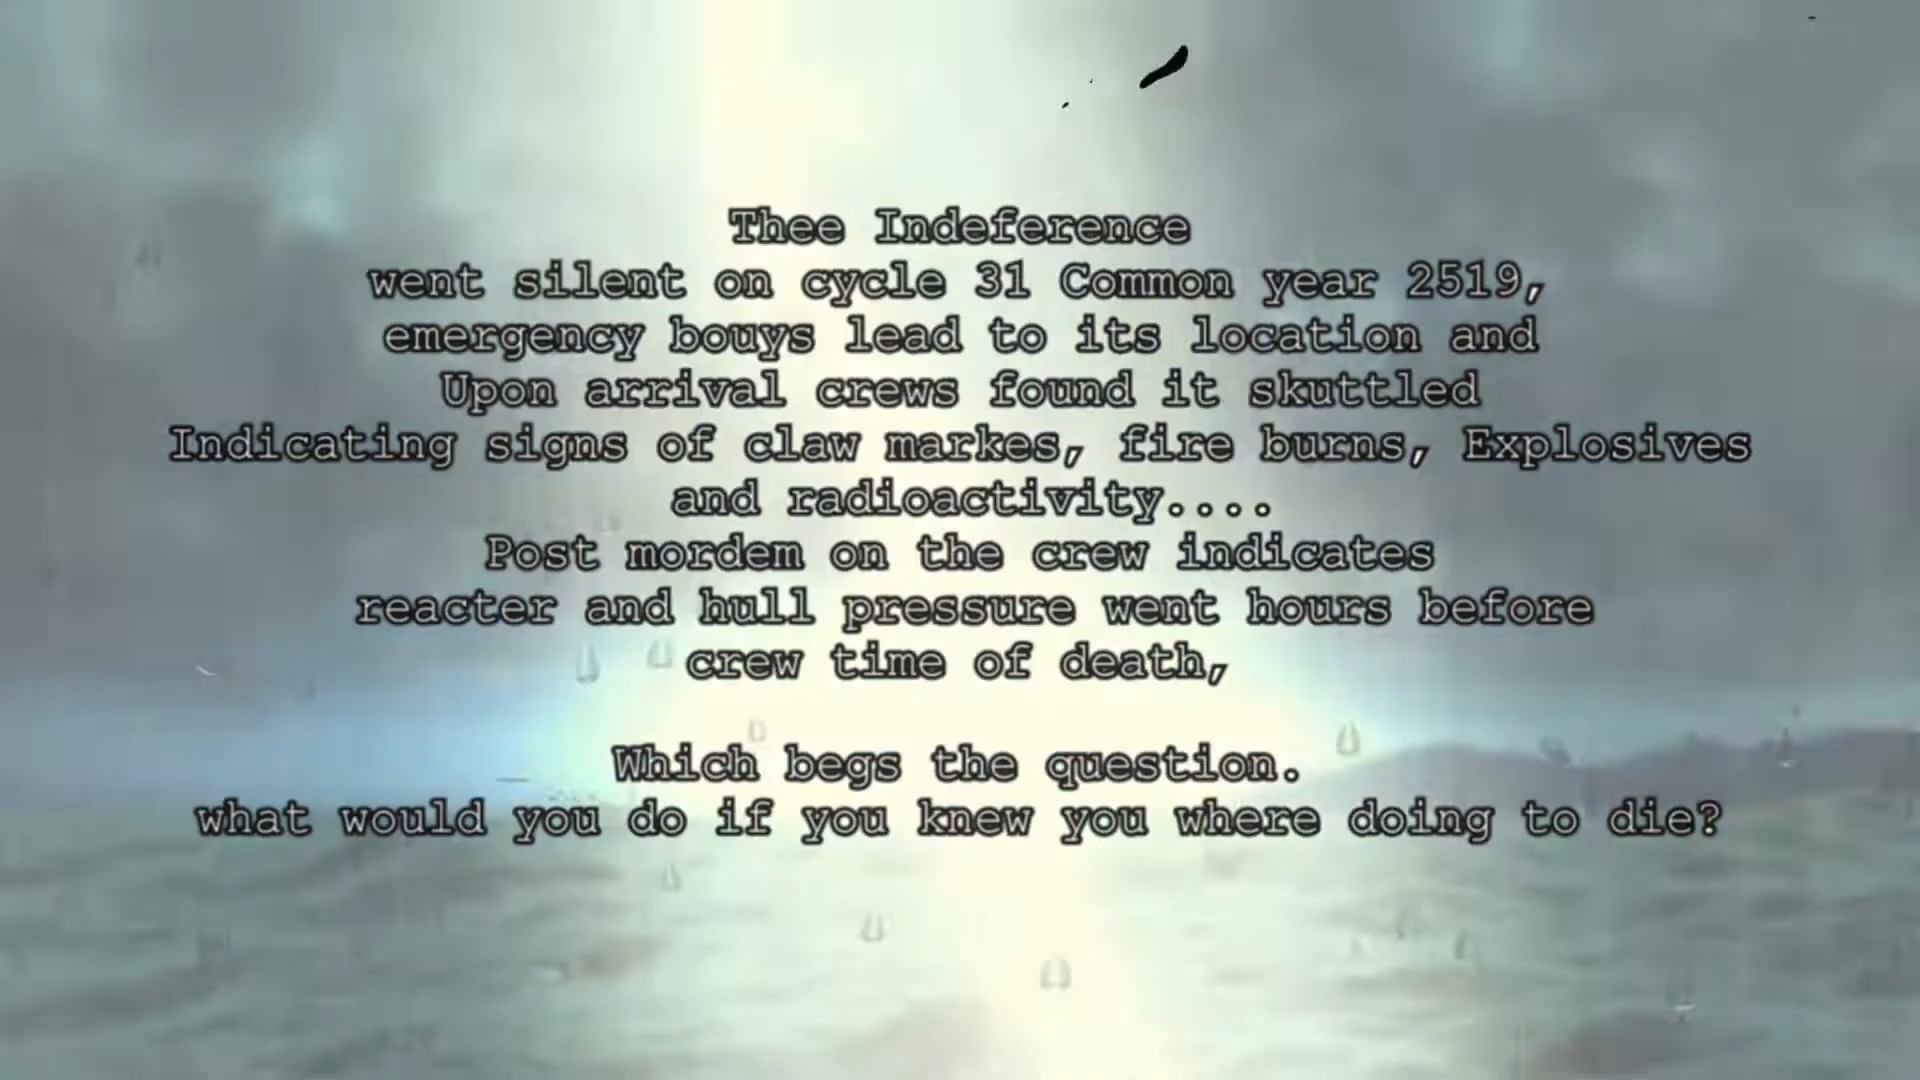 Thee Indeference
went silent on cycle 31 Common year 2519,
emergency bouys lead to its location and
Upon arrival crews found it skuttled
Indicating signs of claw markes, fire burns, Explosives
and radioactivity....
Post mordem on the crew indicates
reacter and hull pressure went hours before
crew time of death,
Which begs the question.
what would you do if you knew you where doing to die?